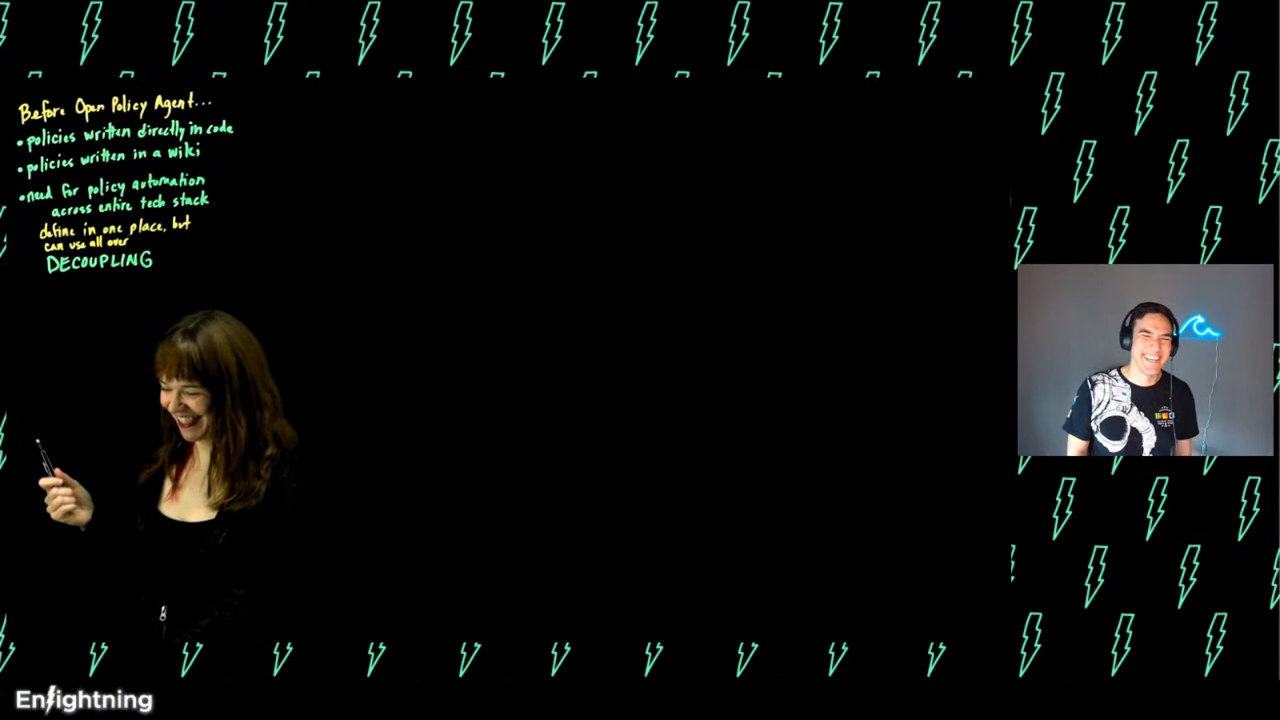 Before Open Policy Agent...
• policies written directly in code
• policies written in a wiki
• need for policy automation
across entire tech stack
define in one place, but
can use all over
DECOUPLING
Enlightning